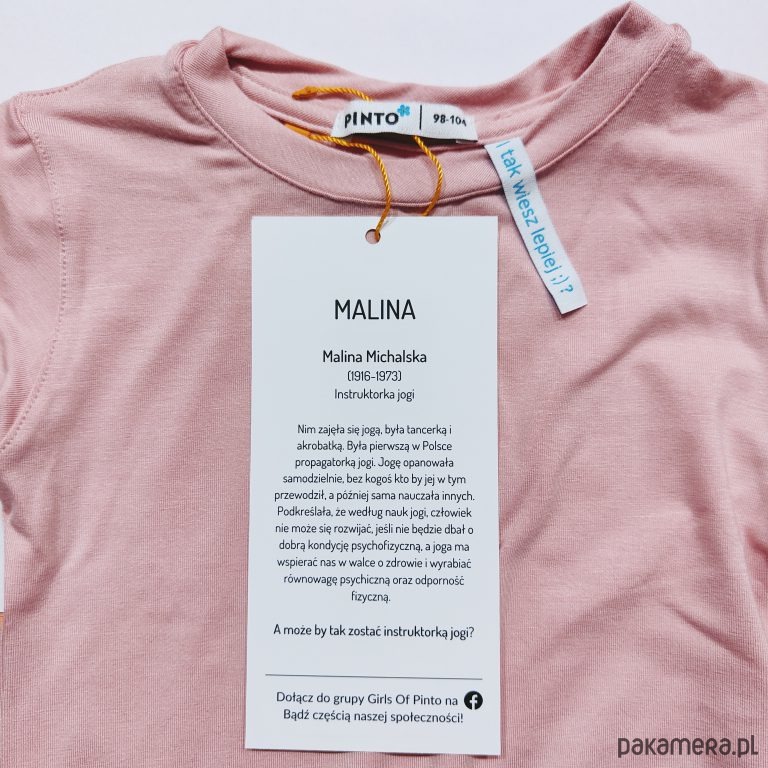 PINTO | 98-104
I tak wiesz lepiej ;) ?
MALINA
Malina Michalska
(1916-1973)
Instruktorka jogi
Nim zajęła się jogą, była tancerką i
akrobatką. Była pierwszą w Polsce
propagatorką jogi. Jogę opanowała
samodzielnie, bez kogoś kto by jej w tym
przewodził, a później sama nauczała innych.
Podkreślała, że według nauk jogi, człowiek
nie może się rozwijać, jeśli nie będzie dbał o
dobrą kondycję psychofizyczną, a joga ma
wspierać nas w walce o zdrowie i wyrabiać
równowagę psychiczną oraz odporność
fizyczną.
A może by tak zostać instruktorką jogi?
Dołącz do grupy Girls Of Pinto na
Bądź częścią naszej społeczności!
pakamera.pl